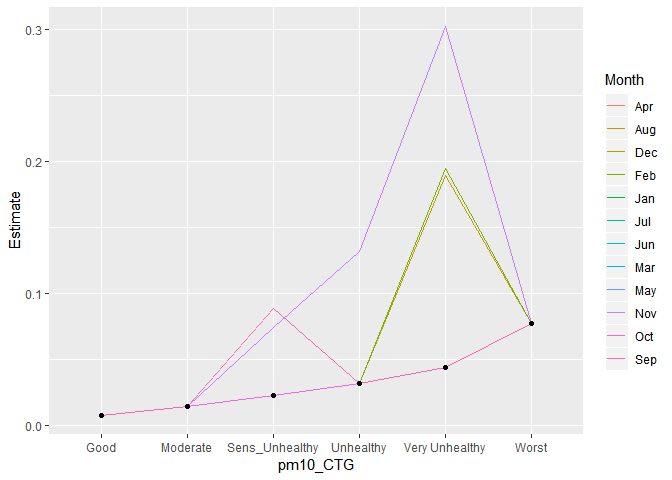 0.3
0.2
0.1
0.0
Estimate
Good Moderate Sens_Unhealthy Unhealthy Very Unhealthy Worst
pm10_CTG
Month
Apr
Aug
Dec
Feb
Jan
Jul
Jun
Mar
May
Nov
Oct
Sep